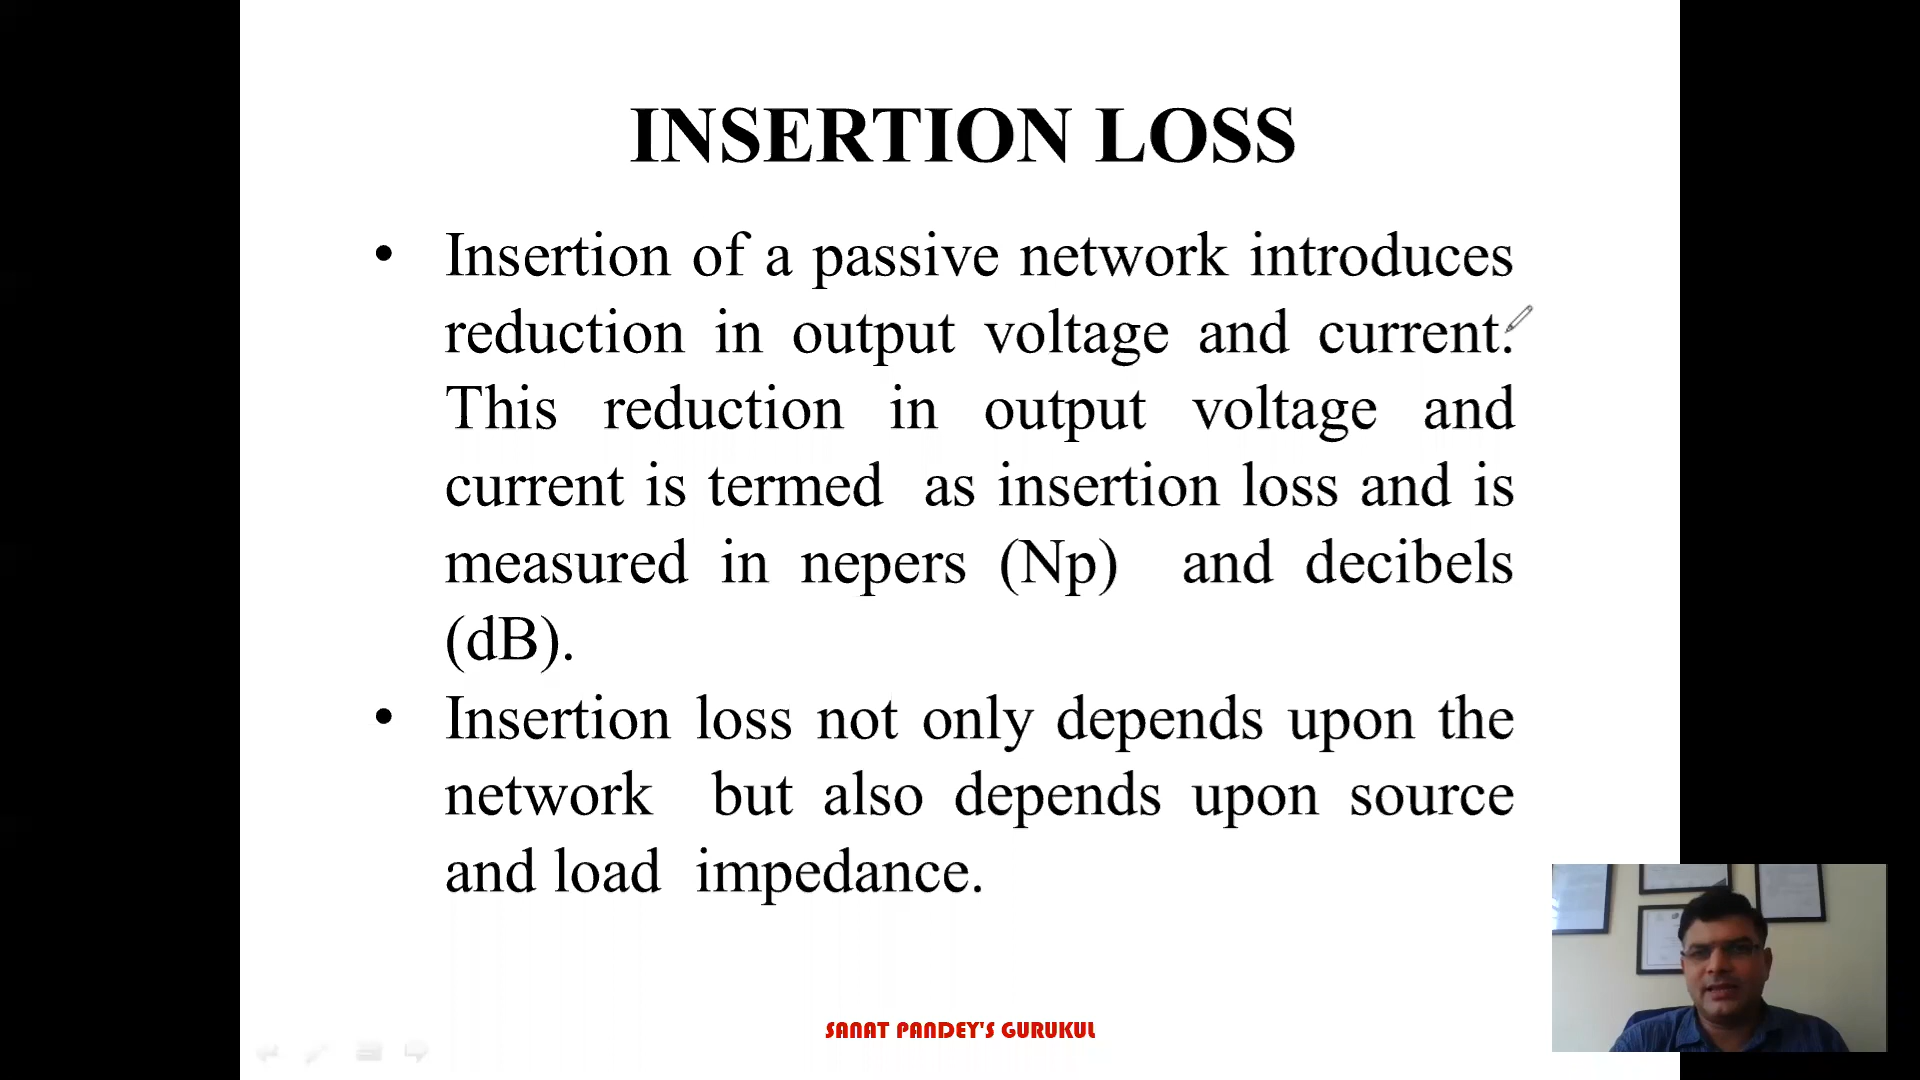 INSERTION LOSS
• Insertion of a passive network introduces
reduction in output voltage and current.
This reduction in output voltage and
current is termed as insertion loss and is
measured in nepers (Np) and decibels
(dB).
• Insertion loss not only depends upon the
network but also depends upon source
and load impedance.
SANAT PANDEY'S GURUKUL